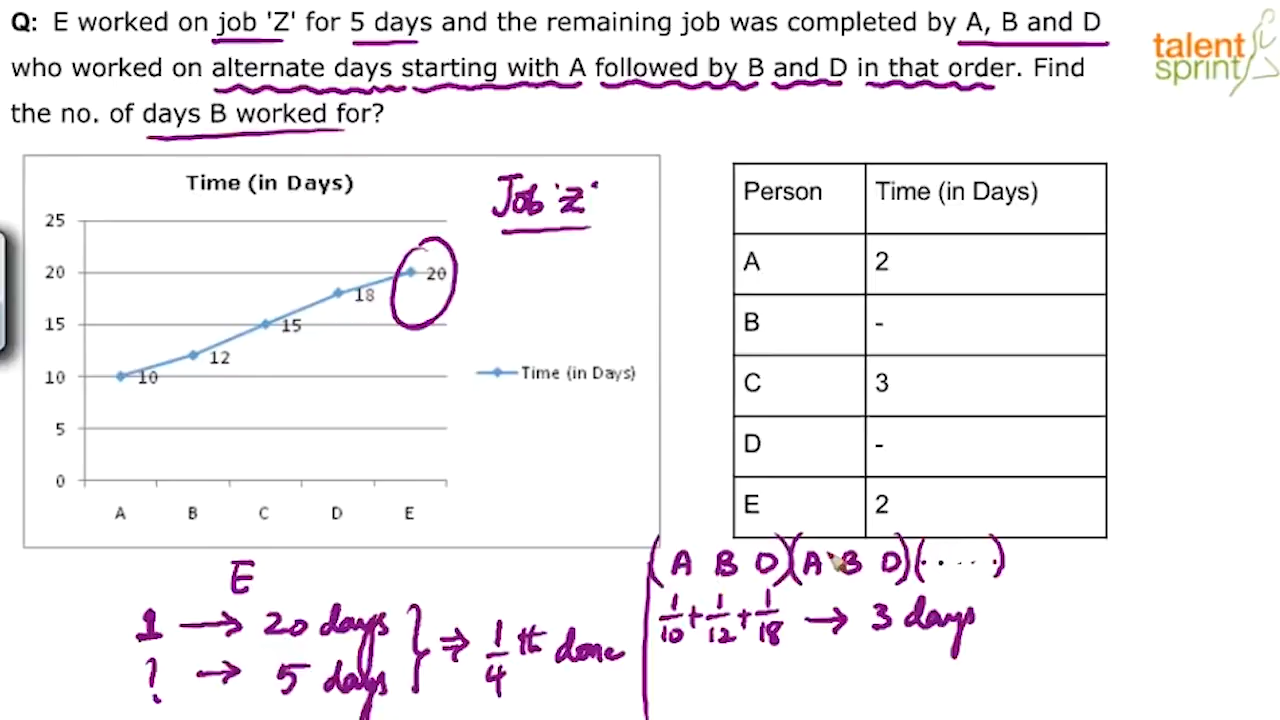 Q: E worked on job 'Z' for 5 days and the remaining job was completed by A, B and D
who worked on alternate days starting with A followed by B and D in that order. Find
the no. of days B worked for?
talent
sprint
Time (in Days)
Job 'Z'
25
20
15
10
5
0
10
12
15
18
20
A B C D E
Time (in Days)
Person Time (in Days)
A 2
B -
C 3
D -
E 2
E
1 → 20 days
? → 5 days
} ⇒ 1/4 th done
(A B D)(A B D)(.....)
1/10 + 1/12 + 1/18 → 3 days